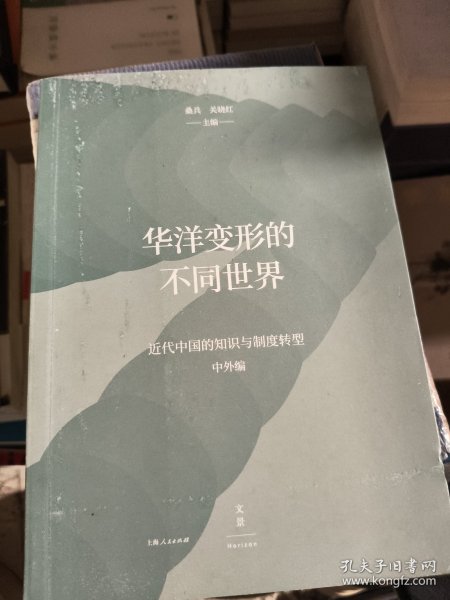 桑兵 关晓红
主编
华洋变形的
不同世界
近代中国的知识与制度转型
中外编
文
景
Horizon
上海人民出版社
孔夫子旧书网
www.kongfz.com